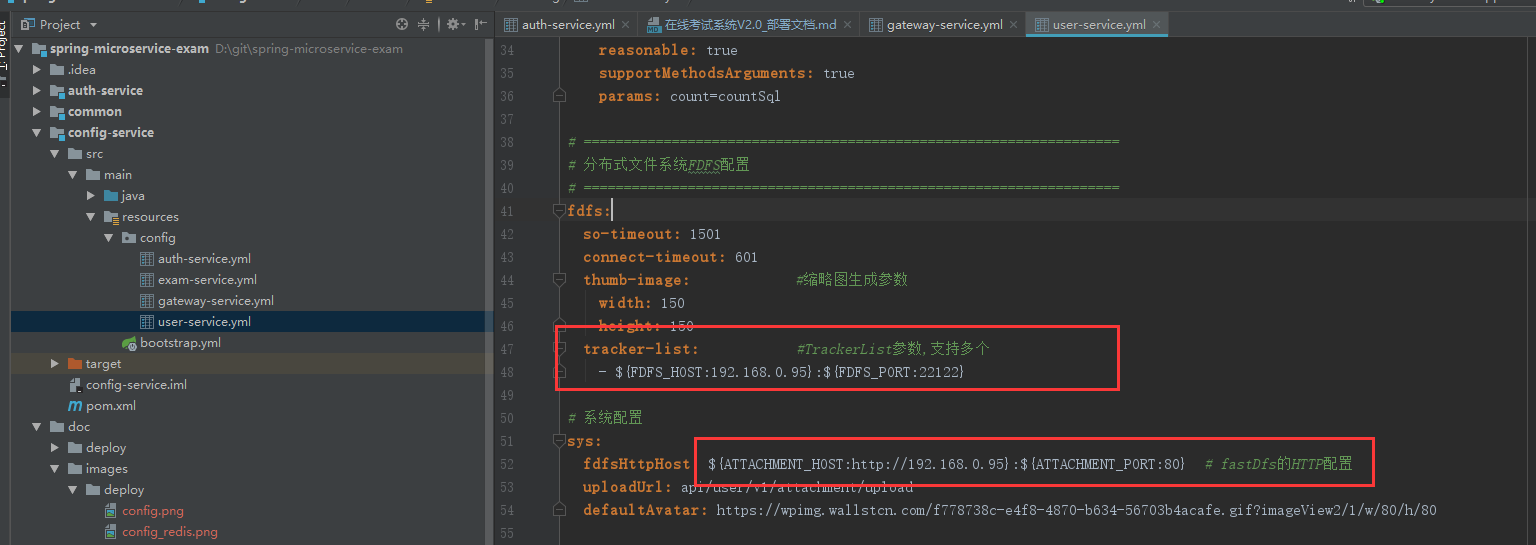 Project
auth-service.yml
在线考试系统V2.0_部署文档.md
gateway-service.yml
user-service.yml
spring-microservice-exam D:\git\spring-microservice-exam
.idea
auth-service
common
config-service
src
main
java
resources
config
auth-service.yml
exam-service.yml
gateway-service.yml
user-service.yml
bootstrap.yml
target
config-service.iml
pom.xml
doc
deploy
images
deploy
config.png
config_redis.png
34 reasonable: true
35 supportMethodsArguments: true
36 params: count=countSql
37
38 # ===================================================================
39 # 分布式文件系统FDFS配置
40 # ===================================================================
41 fdfs:
42 so-timeout: 1501
43 connect-timeout: 601
44 thumb-image: #缩略图生成参数
45 width: 150
46 height: 150
47 tracker-list: #TrackerList参数,支持多个
48 - ${FDFS_HOST:192.168.0.95}:${FDFS_PORT:22122}
49
50 # 系统配置
51 sys:
52 fdfsHttpHost ${ATTACHMENT_HOST:http://192.168.0.95}:${ATTACHMENT_PORT:80} # fastDfs的HTTP配置
53 uploadUrl: api/user/v1/attachment/upload
54 defaultAvatar: https://wpimg.wallstcn.com/f778738c-e4f8-4870-b634-56703b4acafe.gif?imageView2/1/w/80/h/80
55